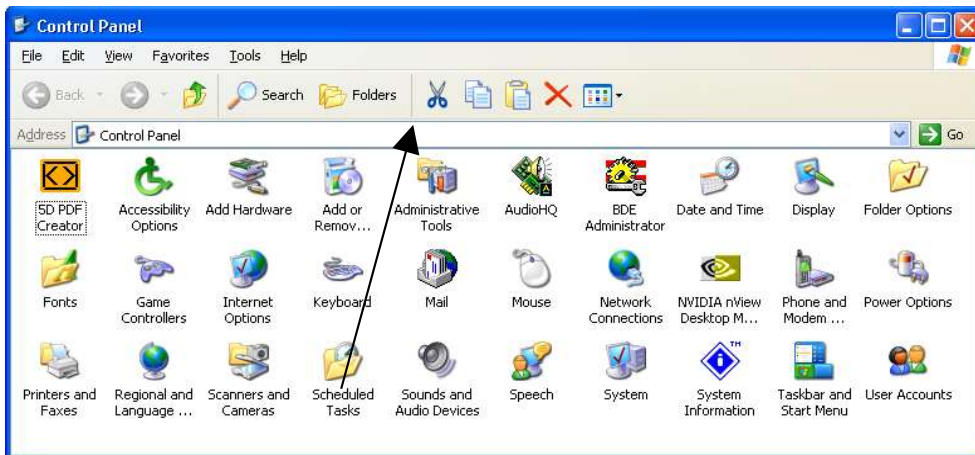 Control Panel
File Edit View Favorites Tools Help
Back Search Folders
Address Control Panel Go
5D PDF Creator
Accessibility Options
Add Hardware
Add or Remov...
Administrative Tools
AudioHQ
BDE Administrator
Date and Time
Display
Folder Options
Fonts
Game Controllers
Internet Options
Keyboard
Mail
Mouse
Network Connections
NVIDIA nView Desktop M...
Phone and Modem ...
Power Options
Printers and Faxes
Regional and Language ...
Scanners and Cameras
Scheduled Tasks
Sounds and Audio Devices
Speech
System
System Information
Taskbar and Start Menu
User Accounts